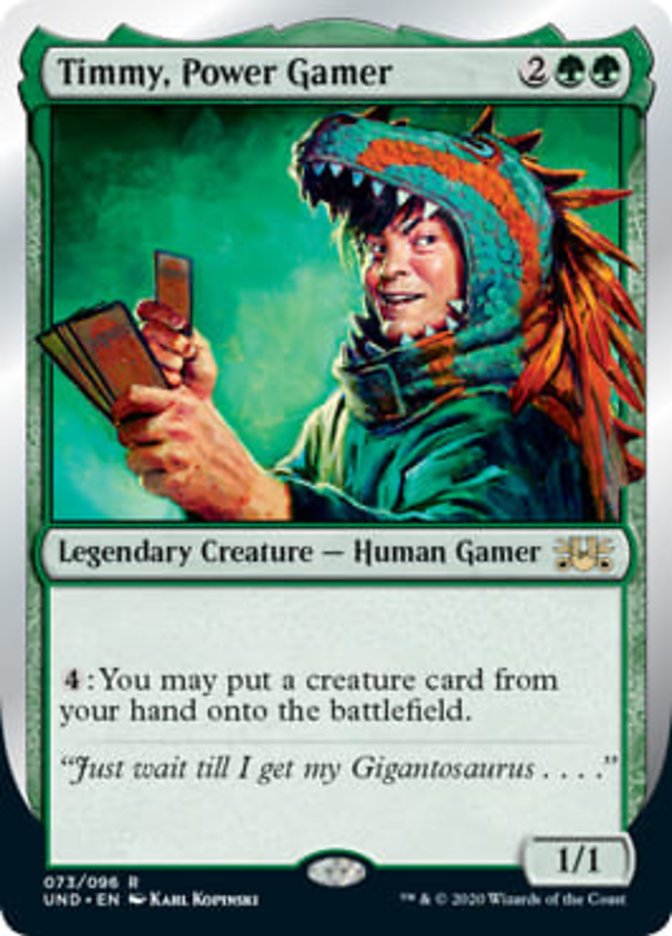 Timmy, Power Gamer 2
Legendary Creature — Human Gamer
4:You may put a creature card from
your hand onto the battlefield.
“Just wait till I get my Gigantosaurus . . . .”
1/1
073/096 R
UND • EN Karl Kopinski
™ & © 2020 Wizards of the Coast